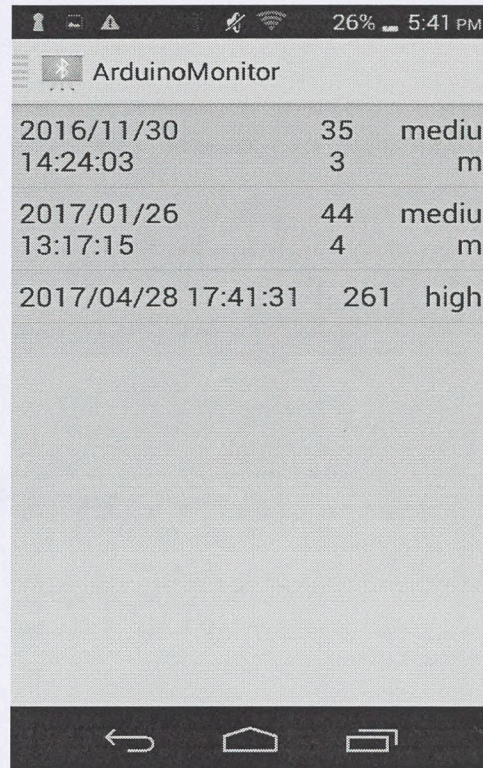 26% 5:41 PM
ArduinoMonitor
2016/11/30 35 mediu
14:24:03 3 m
2017/01/26 44 mediu
13:17:15 4 m
2017/04/28 17:41:31 261 high